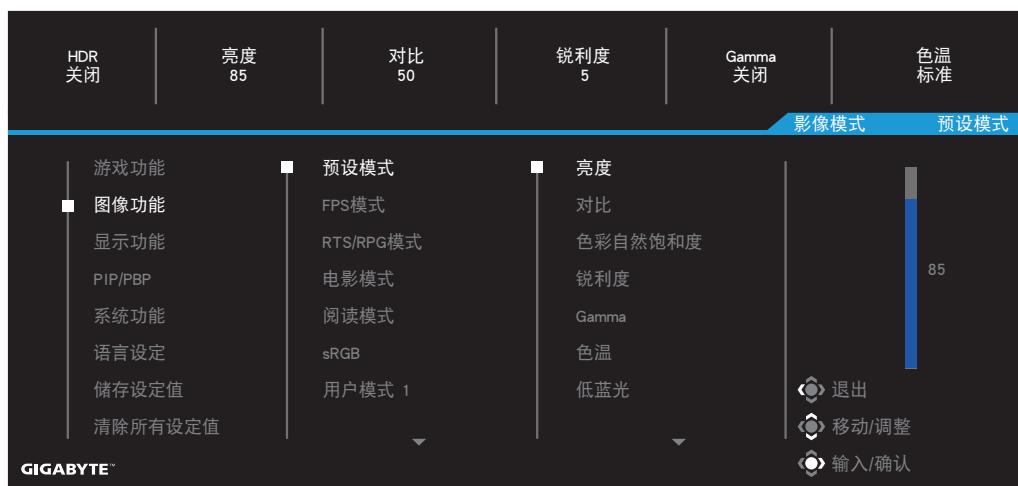 HDR 亮度 对比 锐利度 Gamma 色温
关闭 85 50 5 关闭 标准
影像模式 预设模式
游戏功能 预设模式 亮度
图像功能 FPS模式 对比
显示功能 RTS/RPG模式 色彩自然饱和度
PIP/PBP 电影模式 锐利度 85
系统功能 阅读模式 Gamma
语言设定 sRGB 色温
储存设定值 用户模式 1 低蓝光 退出
清除所有设定值 移动/调整
GIGABYTE™ 输入/确认